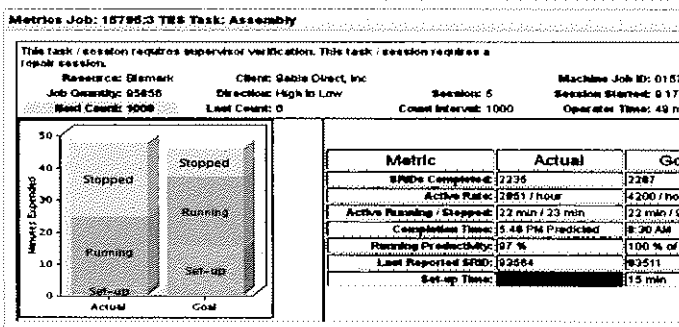 Metrics Job: 15795:3 TES Task: Assembly
This task / session requires supervisor verification. This task / session requires a
repair session.
Resource: Bismark Client: Sable Direct, Inc Machine Job ID:
Job Quantity: 95856 Direction: High to Low Session: 5 Session Started:
Next Count: 1000 Last Count: 0 Count Interval: 1000 Operator Time: 49
50
40
30
20
10
0
Minutes Expended
Stopped
Running
Set-up
Actual
Stopped
Running
Set-up
Goal
Metric Actual
SRIDs Completed: 2235 2287
Active Rate: 2851 / hour 4200 /
Active Running / Stopped: 22 min / 23 min 22 min /
Completion Time: 5:48 PM Predicted 8:30 AM
Running Productivity: 97 % 100 % of
Last Reported SRID: 93564 93511
Set-up Time: 15 min